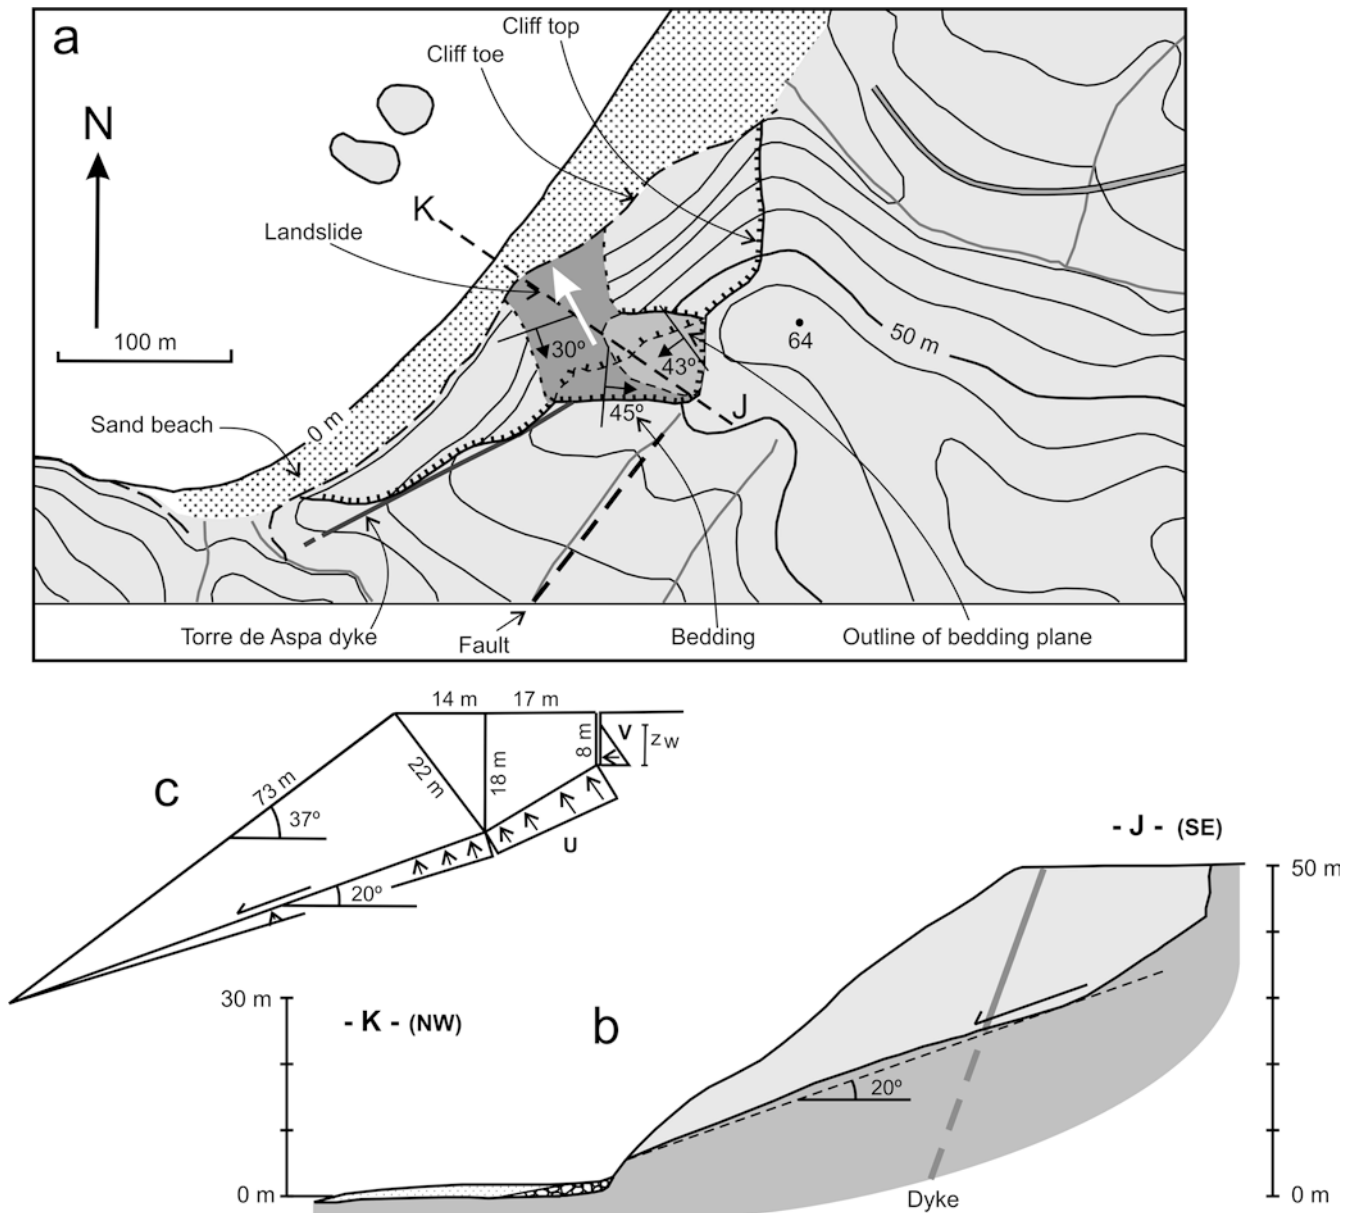 a
Cliff top
Cliff toe
N
K
Landslide
100 m
50 m
64
30º
43º
45º
J
0 m
Sand beach
Torre de Aspa dyke
Fault
Bedding
Outline of bedding plane
14 m
17 m
V
zw
8 m
c
73 m
22 m
18 m
37º
U
20º
- J - (SE)
50 m
30 m
- K - (NW)
b
20º
0 m
Dyke
0 m